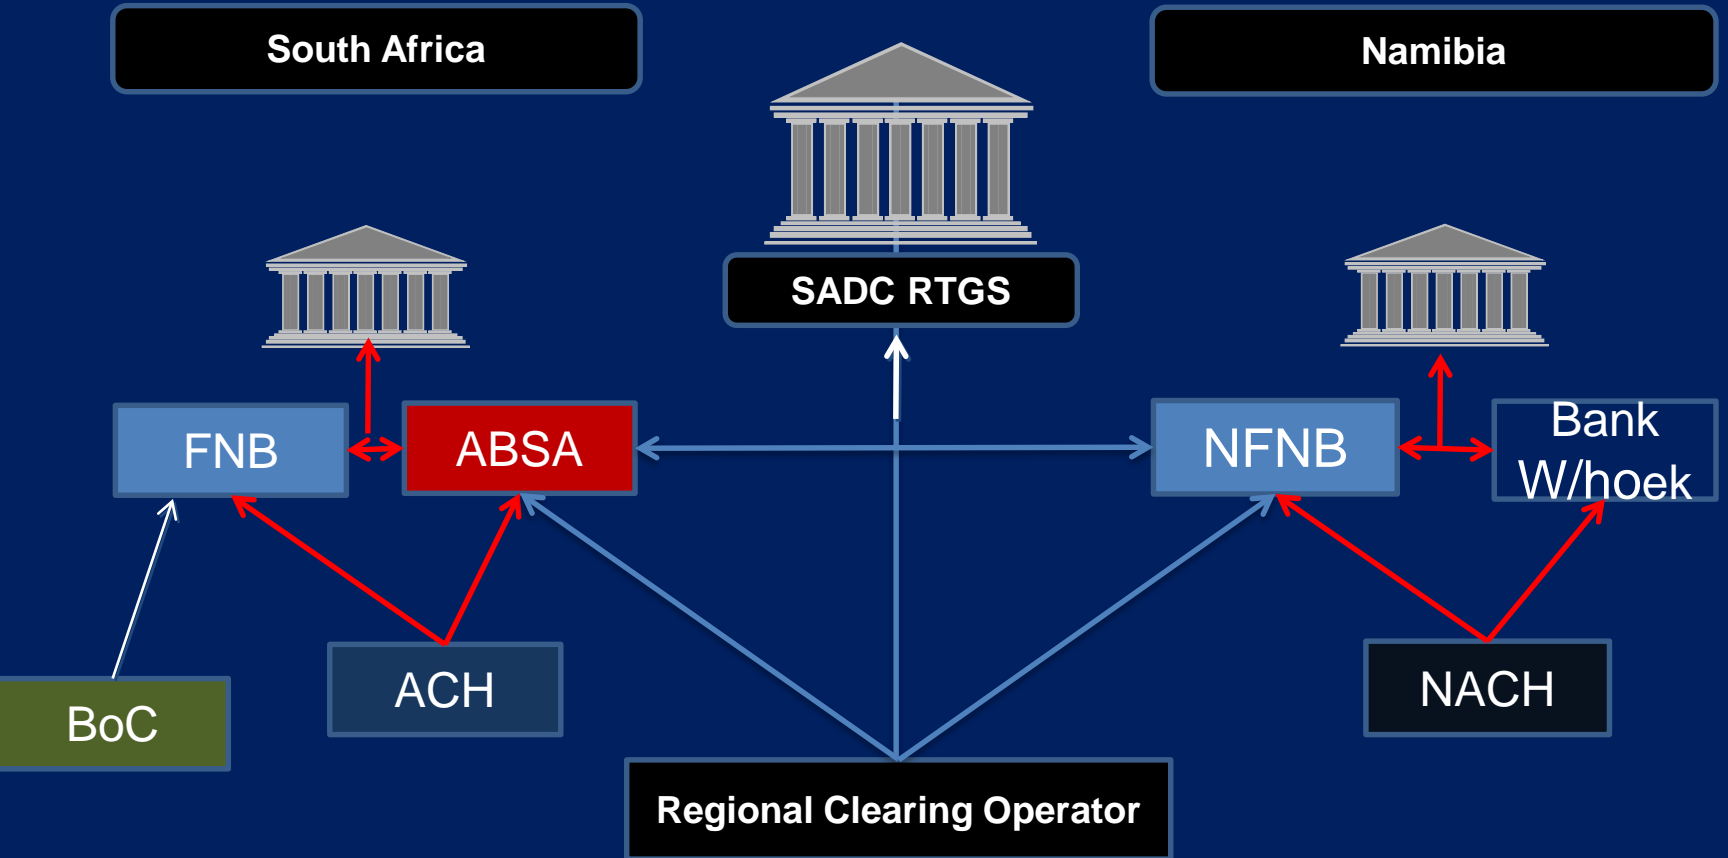 South Africa
Namibia
SADC RTGS
FNB
ABSA
NFNB
Bank
W/hoek
BoC
ACH
NACH
Regional Clearing Operator